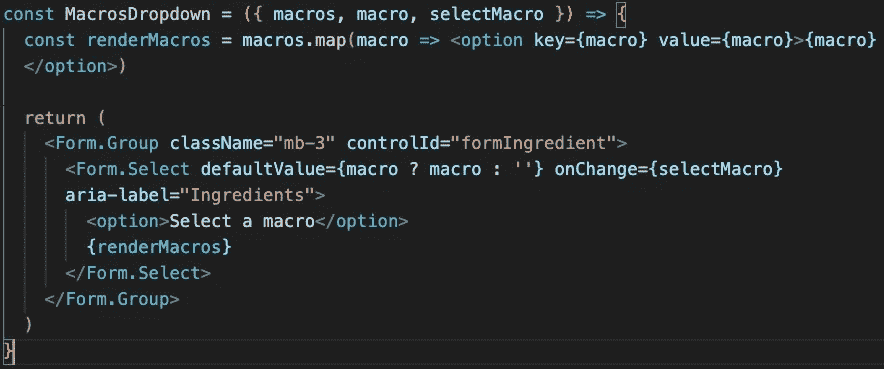 const MacrosDropdown = ({ macros, macro, selectMacro }) => {
  const renderMacros = macros.map(macro => <option key={macro} value={macro}>{macro}
  </option>)

  return (
    <Form.Group className="mb-3" controlId="formIngredient">
      <Form.Select defaultValue={macro ? macro : ''} onChange={selectMacro}
      aria-label="Ingredients">
        <option>Select a macro</option>
        {renderMacros}
      </Form.Select>
    </Form.Group>
  )
}